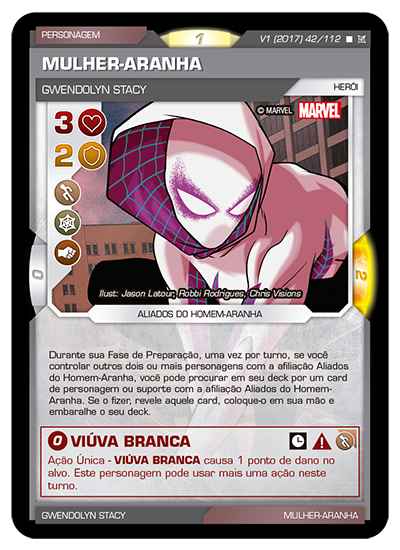 PERSONAGEM
1
V1 (2017) 42/112
MULHER-ARANHA
GWENDOLYN STACY
HERÓI
3
© MARVEL MARVEL
2
0
2
Ilust: Jason Latour, Robbi Rodrigues, Chris Visions
ALIADOS DO HOMEM-ARANHA
Durante sua Fase de Preparação, uma vez por turno, se você
controlar outros dois ou mais personagens com a afiliação Aliados
do Homem-Aranha, você pode procurar em seu deck por um card
de personagem ou suporte com a afiliação Aliados do Homem-
Aranha. Se o fizer, revele aquele card, coloque-o em sua mão e
embaralhe o seu deck.
0 VIÚVA BRANCA
Ação Única - VIÚVA BRANCA causa 1 ponto de dano no
alvo. Este personagem pode usar mais uma ação neste
turno.
GWENDOLYN STACY
MULHER-ARANHA